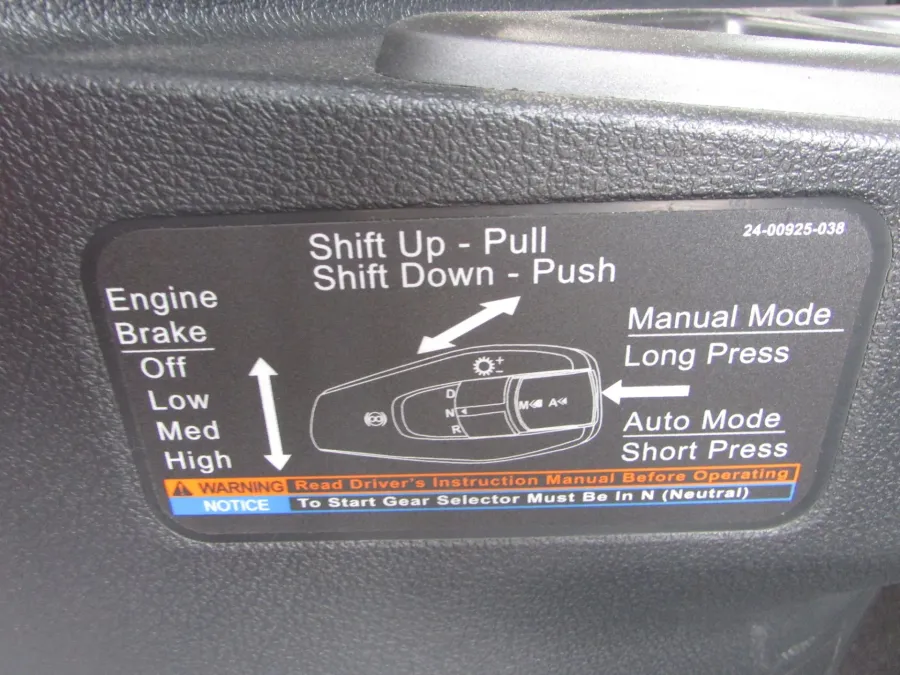 24-00925-038
Shift Up - Pull
Shift Down - Push
Engine
Brake
Off
Low
Med
High
D
N
R
+
-
M
A
Manual Mode
Long Press
Auto Mode
Short Press
WARNING Read Driver's Instruction Manual Before Operating
NOTICE To Start Gear Selector Must Be In N (Neutral)